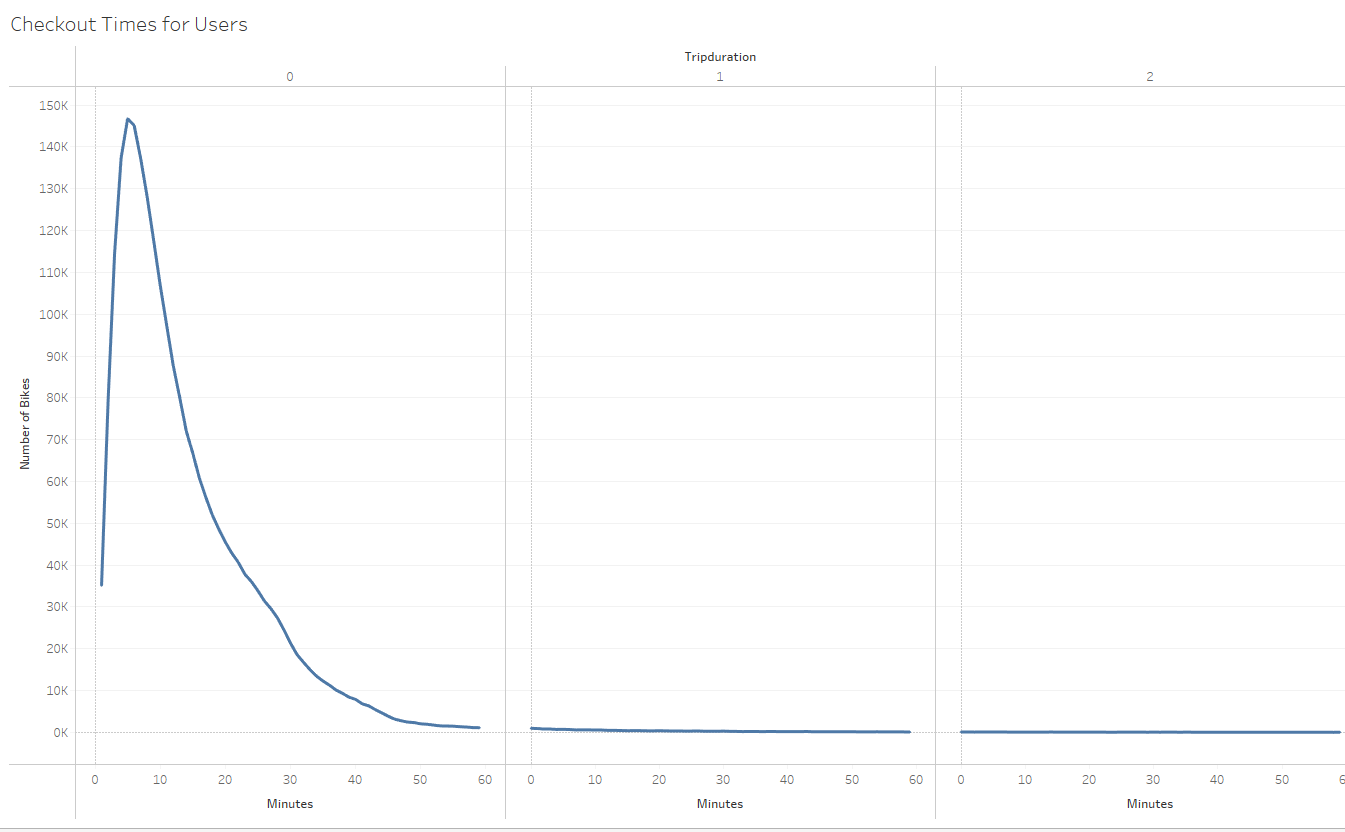 Checkout Times for Users
Tripduration
0 1 2
150K
140K
130K
120K
110K
100K
90K
80K
70K
60K
50K
40K
30K
20K
10K
0K
Number of Bikes
0 10 20 30 40 50 60 0 10 20 30 40 50 60 0 10 20 30 40 50
Minutes Minutes Minutes